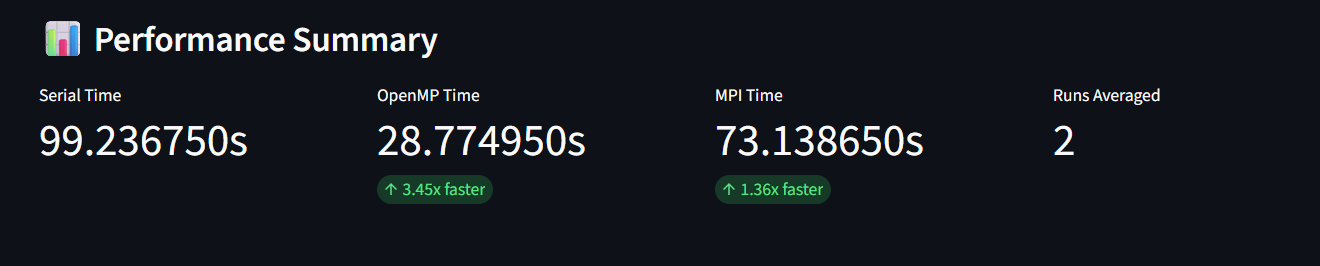 Performance Summary
Serial Time
OpenMP Time
MPI Time
Runs Averaged
99.236750s
28.774950s
73.138650s
2
↑ 3.45x faster
↑ 1.36x faster